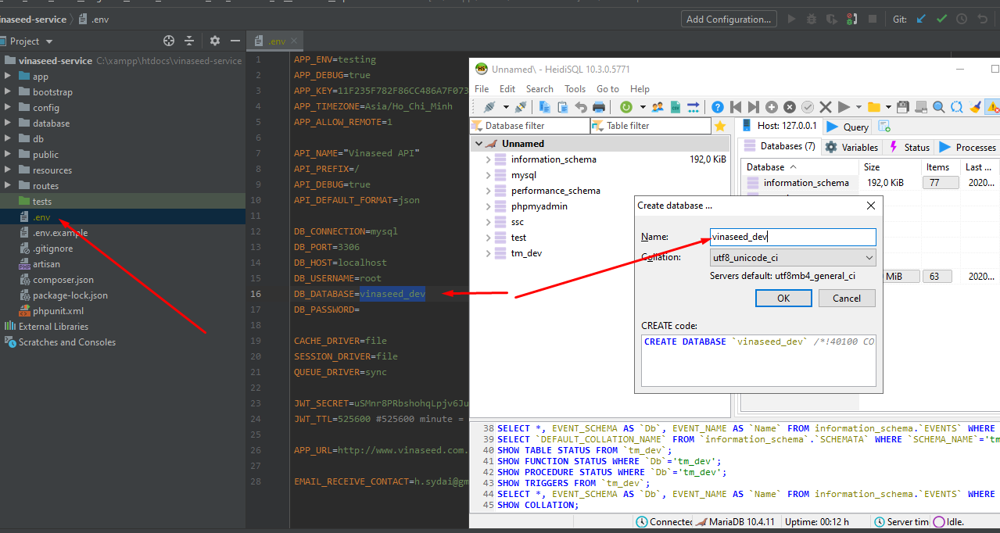 vinaseed-service
.env
Add Configuration...
Git:
Project
.env
vinaseed-service C:\xampp\htdocs\vinaseed-service
app
bootstrap
config
database
db
public
resources
routes
tests
.env
.env.example
.gitignore
artisan
composer.json
package-lock.json
phpunit.xml
External Libraries
Scratches and Consoles
1 APP_ENV=testing
2 APP_DEBUG=true
3 APP_KEY=11F235F782F86CC486A7F073
4 APP_TIMEZONE=Asia/Ho_Chi_Minh
5 APP_ALLOW_REMOTE=1
6
7 API_NAME="Vinaseed API"
8 API_PREFIX=/
9 API_DEBUG=true
10 API_DEFAULT_FORMAT=json
11
12 DB_CONNECTION=mysql
13 DB_PORT=3306
14 DB_HOST=localhost
15 DB_USERNAME=root
16 DB_DATABASE=vinaseed_dev
17 DB_PASSWORD=
18
19 CACHE_DRIVER=file
20 SESSION_DRIVER=file
21 QUEUE_DRIVER=sync
22
23 JWT_SECRET=uSMnr8PRbshohqLpjv6Ju
24 JWT_TTL=525600 #525600 minute =
25
26 APP_URL=http://www.vinaseed.com.
27
28 EMAIL_RECEIVE_CONTACT=h.sydai@gm
Unnamed\ - HeidiSQL 10.3.0.5771
File Edit Search Tools Go to Help
Database filter
Table filter
Host: 127.0.0.1
Query
Unnamed
information_schema 192,0 KiB
mysql
performance_schema
phpmyadmin
ssc
test
tm_dev
Databases (7)
Variables
Status
Processes
Database Size Items Last ...
information_schema 192,0 KiB 77 2020...
MiB 63 2020...
Create database ...
Name: vinaseed_dev
Collation: utf8_unicode_ci
Servers default: utf8mb4_general_ci
OK
Cancel
CREATE code:
CREATE DATABASE `vinaseed_dev` /*!40100 CO
38 SELECT *, EVENT_SCHEMA AS `Db`, EVENT_NAME AS `Name` FROM information_schema.`EVENTS` WHERE
39 SELECT `DEFAULT_COLLATION_NAME` FROM `information_schema`.`SCHEMATA` WHERE `SCHEMA_NAME`='tm
40 SHOW TABLE STATUS FROM `tm_dev`;
41 SHOW FUNCTION STATUS WHERE `Db`='tm_dev';
42 SHOW PROCEDURE STATUS WHERE `Db`='tm_dev';
43 SHOW TRIGGERS FROM `tm_dev`;
44 SELECT *, EVENT_SCHEMA AS `Db`, EVENT_NAME AS `Name` FROM information_schema.`EVENTS` WHERE
45 SHOW COLLATION;
Connected
MariaDB 10.4.11
Uptime: 00:12 h
Server tim
Idle.